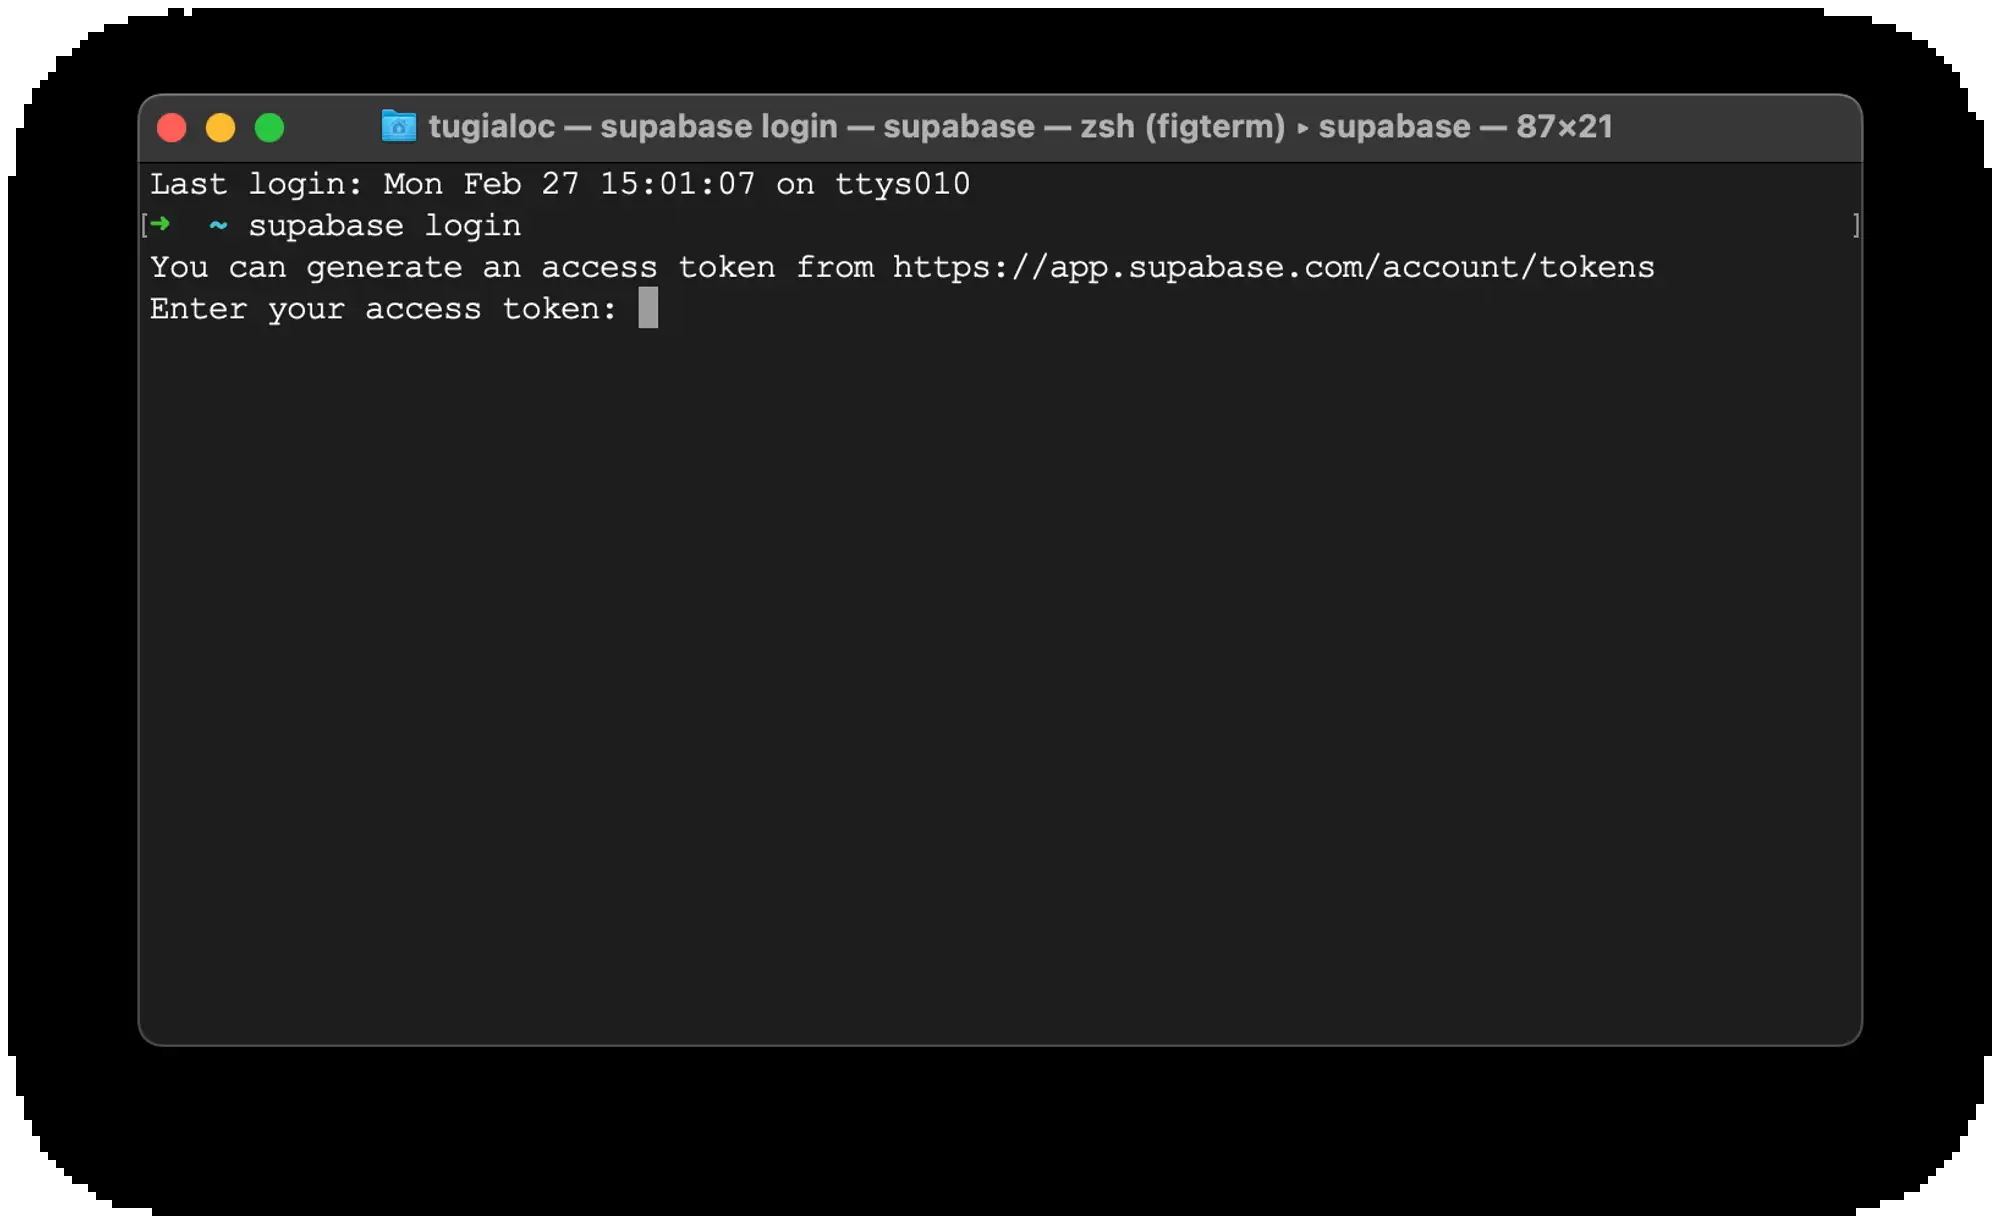 tugialoc — supabase login — supabase — zsh (figterm) ▸ supabase — 87×21
Last login: Mon Feb 27 15:01:07 on ttys010
[➜  ~ supabase login ]
You can generate an access token from https://app.supabase.com/account/tokens
Enter your access token: